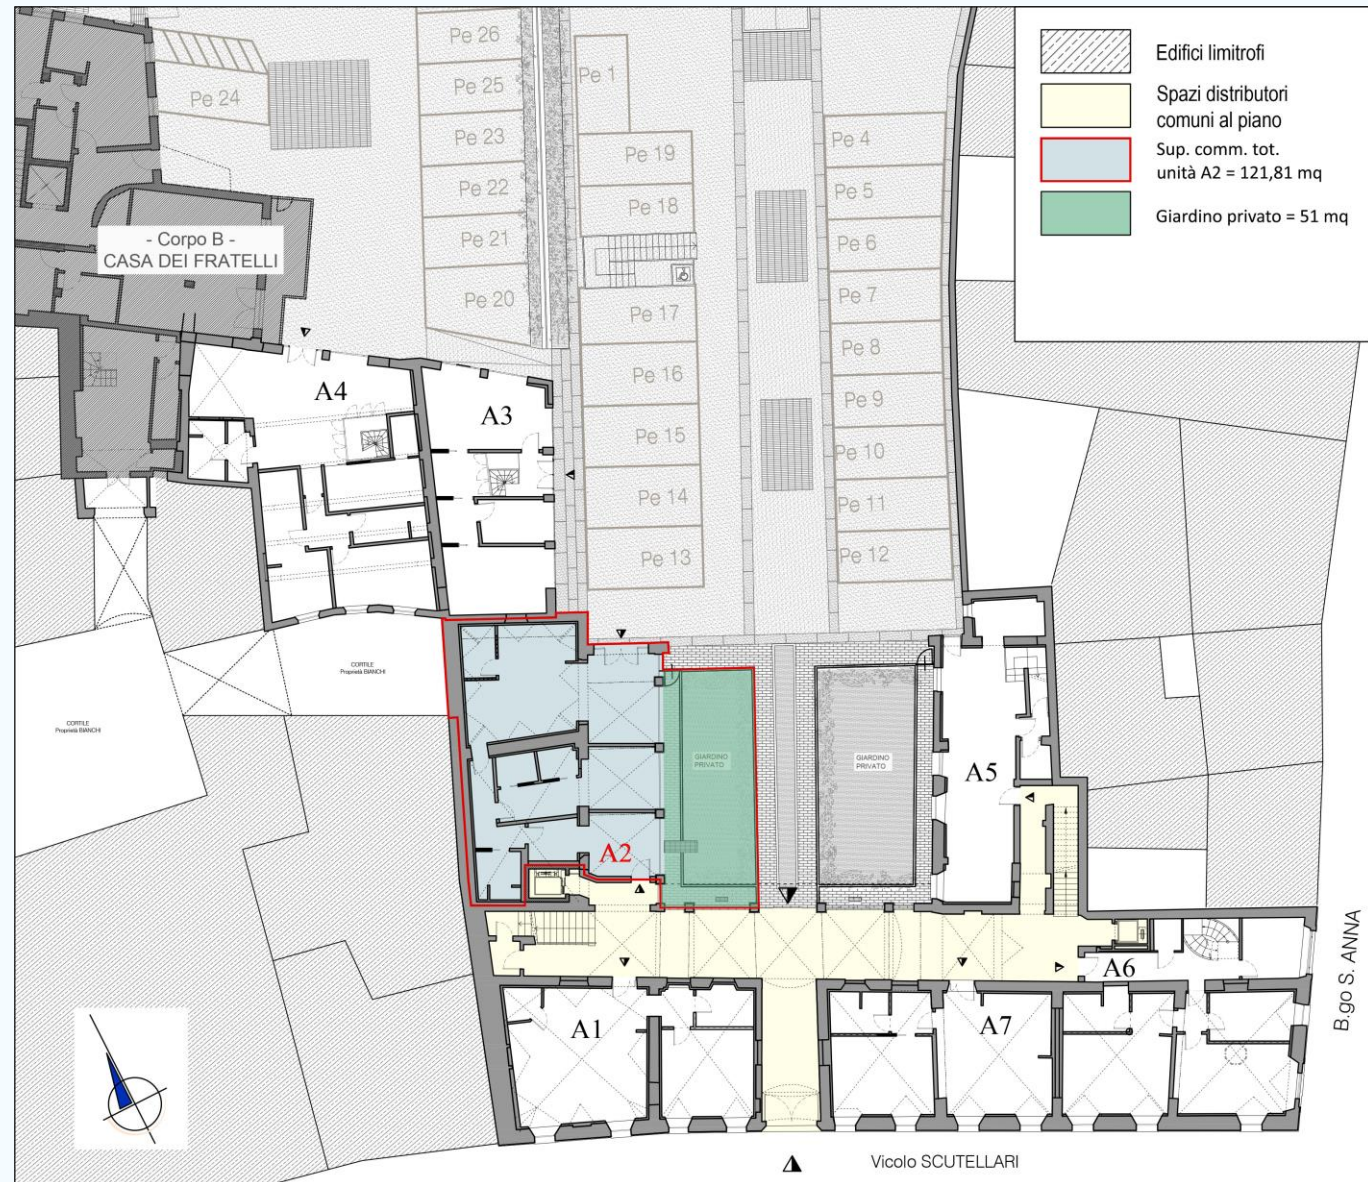 Edifici limitrofi
Spazi distributori
comuni al piano
Sup. comm. tot.
unità A2 = 121,81 mq
Giardino privato = 51 mq
Pe 26
Pe 25
Pe 24
Pe 23
Pe 22
Pe 21
Pe 20
Pe 1
Pe 19
Pe 18
Pe 17
Pe 16
Pe 15
Pe 14
Pe 13
Pe 4
Pe 5
Pe 6
Pe 7
Pe 8
Pe 9
Pe 10
Pe 11
Pe 12
- Corpo B -
CASA DEI FRATELLI
A4
A3
CORTILE
Proprietà BIANCHI
CORTILE
Proprietà BIANCHI
GIARDINO
PRIVATO
GIARDINO
PRIVATO
A5
A2
A6
A1
A7
B.go S. ANNA
Vicolo SCUTELLARI